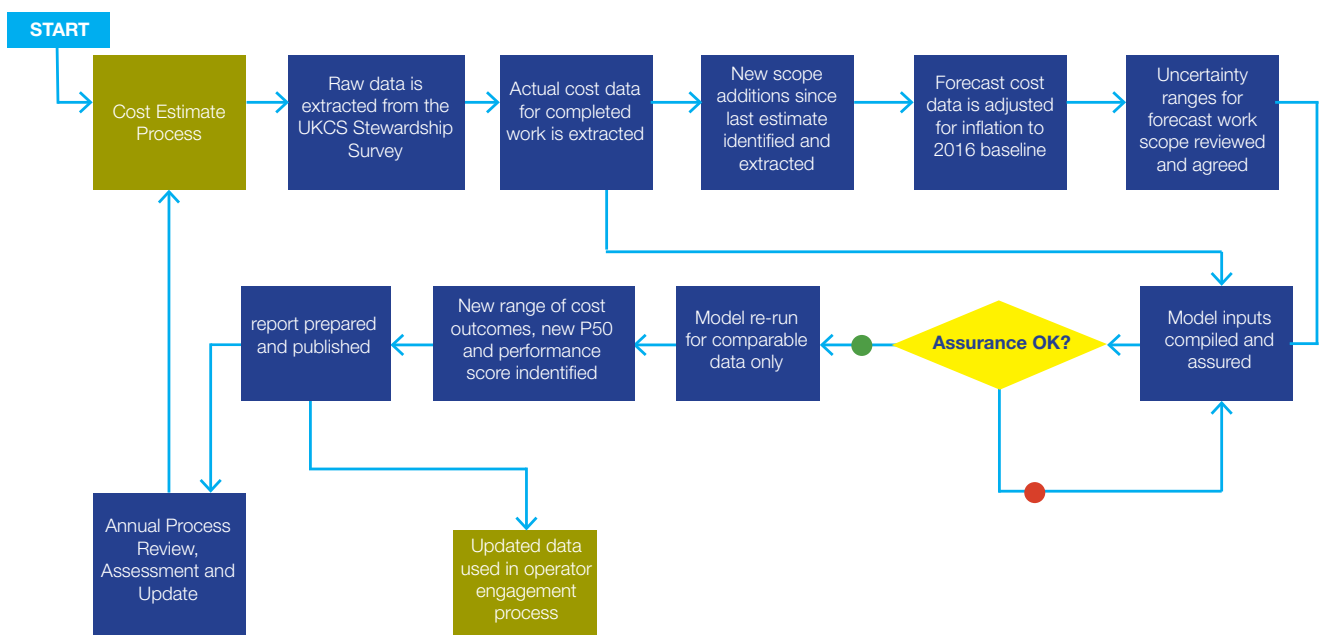 START
Cost Estimate
Process
Raw data is
extracted from the
UKCS Stewardship
Survey
Actual cost data
for completed
work is extracted
New scope
additions since
last estimate
identified and
extracted
Forecast cost
data is adjusted
for inflation to
2016 baseline
Uncertainty
ranges for
forecast work
scope reviewed
and agreed
Model inputs
compiled and
assured
Assurance OK?
Model re-run
for comparable
data only
New range of cost
outcomes, new P50
and performance
score indentified
report prepared
and published
Annual Process
Review,
Assessment and
Update
Updated data
used in operator
engagement
process